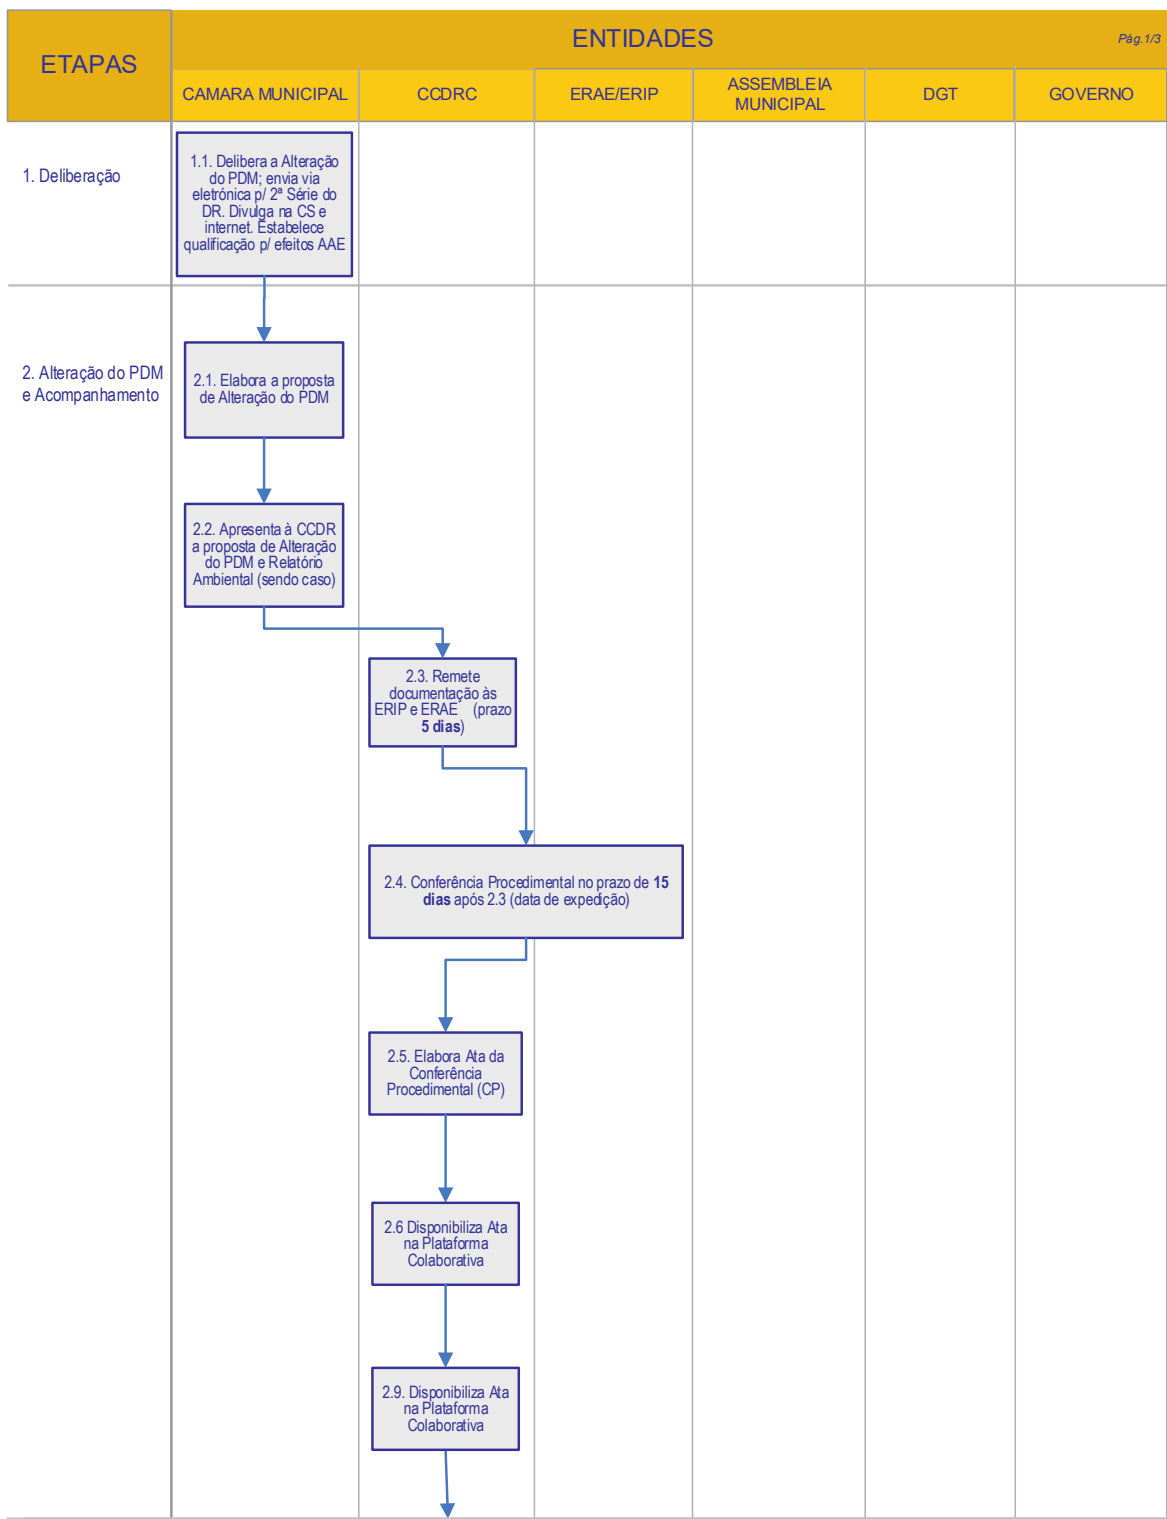 ETAPAS
ENTIDADES
Pág.1/3
CAMARA MUNICIPAL
CCDRC
ERAE/ERIP
ASSEMBLEIA
MUNICIPAL
DGT
GOVERNO
1. Deliberação
1.1. Delibera a Alteração
do PDM; envia via
eletrónica p/ 2ª Série do
DR. Divulga na CS e
internet. Estabelece
qualificação p/ efeitos AAE
2. Alteração do PDM
e Acompanhamento
2.1. Elabora a proposta
de Alteração do PDM
2.2. Apresenta à CCDR
a proposta de Alteração
do PDM e Relatório
Ambiental (sendo caso)
2.3. Remete
documentação às
ERIP e ERAE (prazo
5 dias)
2.4. Conferência Procedimental no prazo de 15
dias após 2.3 (data de expedição)
2.5. Elabora Ata da
Conferência
Procedimental (CP)
2.6 Disponibiliza Ata
na Plataforma
Colaborativa
2.9. Disponibiliza Ata
na Plataforma
Colaborativa